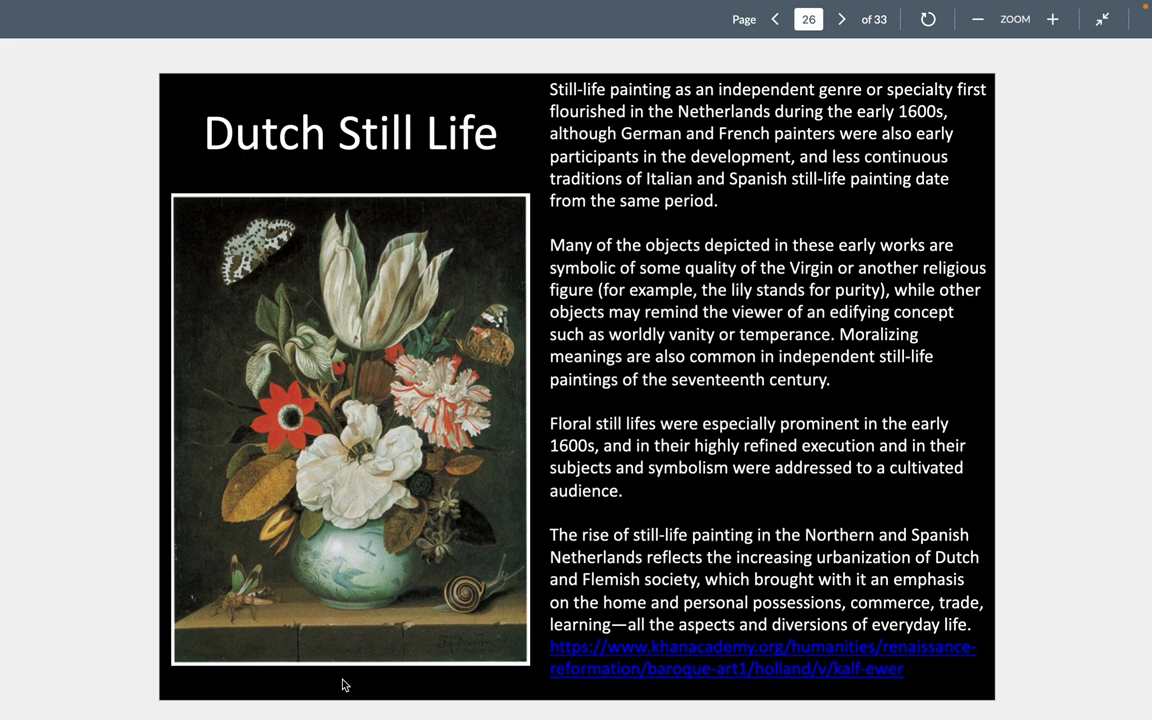 Page 26 of 33 ZOOM
Dutch Still Life
Still-life painting as an independent genre or specialty first
flourished in the Netherlands during the early 1600s,
although German and French painters were also early
participants in the development, and less continuous
traditions of Italian and Spanish still-life painting date
from the same period.
Many of the objects depicted in these early works are
symbolic of some quality of the Virgin or another religious
figure (for example, the lily stands for purity), while other
objects may remind the viewer of an edifying concept
such as worldly vanity or temperance. Moralizing
meanings are also common in independent still-life
paintings of the seventeenth century.
Floral still lifes were especially prominent in the early
1600s, and in their highly refined execution and in their
subjects and symbolism were addressed to a cultivated
audience.
The rise of still-life painting in the Northern and Spanish
Netherlands reflects the increasing urbanization of Dutch
and Flemish society, which brought with it an emphasis
on the home and personal possessions, commerce, trade,
learning—all the aspects and diversions of everyday life.
https://www.khanacademy.org/humanities/renaissance-
reformation/baroque-art1/holland/v/kalf-ewer